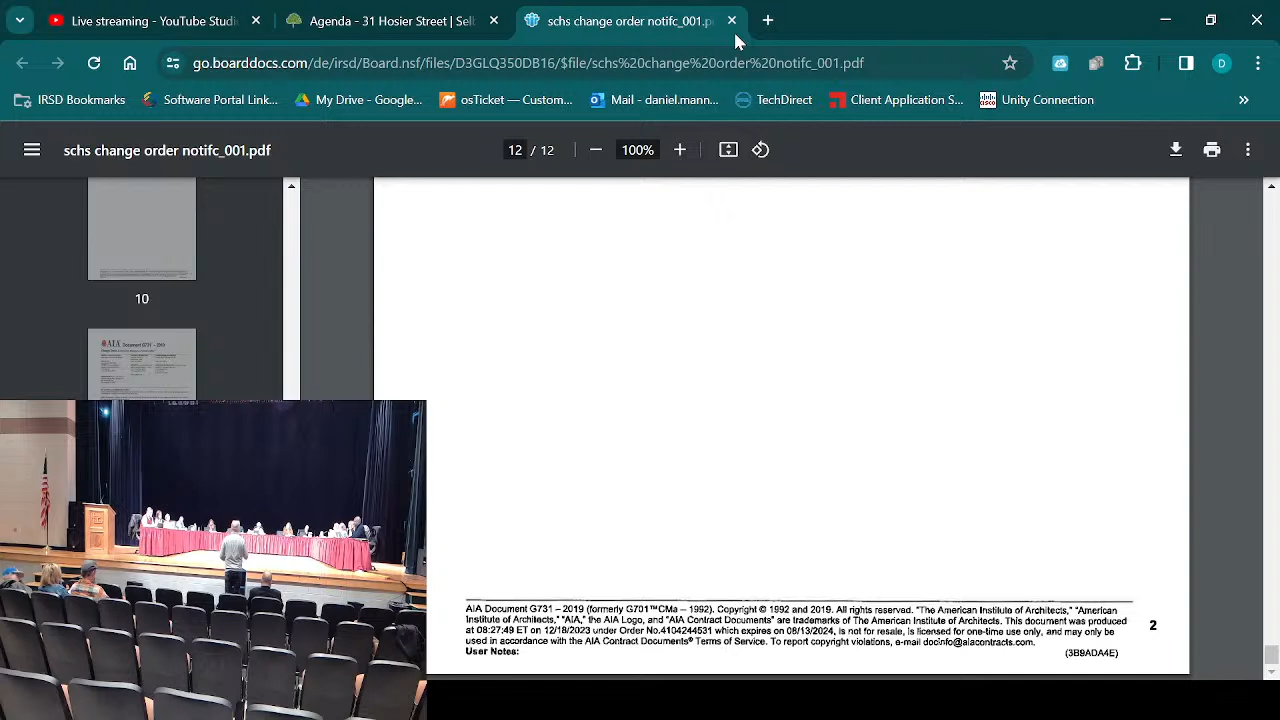 Live streaming - YouTube Studi
Agenda - 31 Hosier Street | Sel
schs change order notifc_001.p
go.boarddocs.com/de/irsd/Board.nsf/files/D3GLQ350DB16/$file/schs%20change%20order%20notifc_001.pdf
D
IRSD Bookmarks
Software Portal Link...
My Drive - Google...
osTicket — Custom...
Mail - daniel.mann...
TechDirect
Client Application S...
Unity Connection
»
schs change order notifc_001.pdf
12 / 12
100%
10
AIA Document G731 – 2019
AIA Document G731 – 2019 (formerly G701™CMa – 1992). Copyright © 1992 and 2019. All rights reserved. "The American Institute of Architects," "American
Institute of Architects," "AIA," the AIA Logo, and "AIA Contract Documents" are trademarks of The American Institute of Architects. This document was produced
at 08:27:49 ET on 12/18/2023 under Order No.4104244531 which expires on 08/13/2024, is not for resale, is licensed for one-time use only, and may only be
used in accordance with the AIA Contract Documents® Terms of Service. To report copyright violations, e-mail docinfo@aiacontracts.com.
User Notes:
(3B9ADA4E)
2